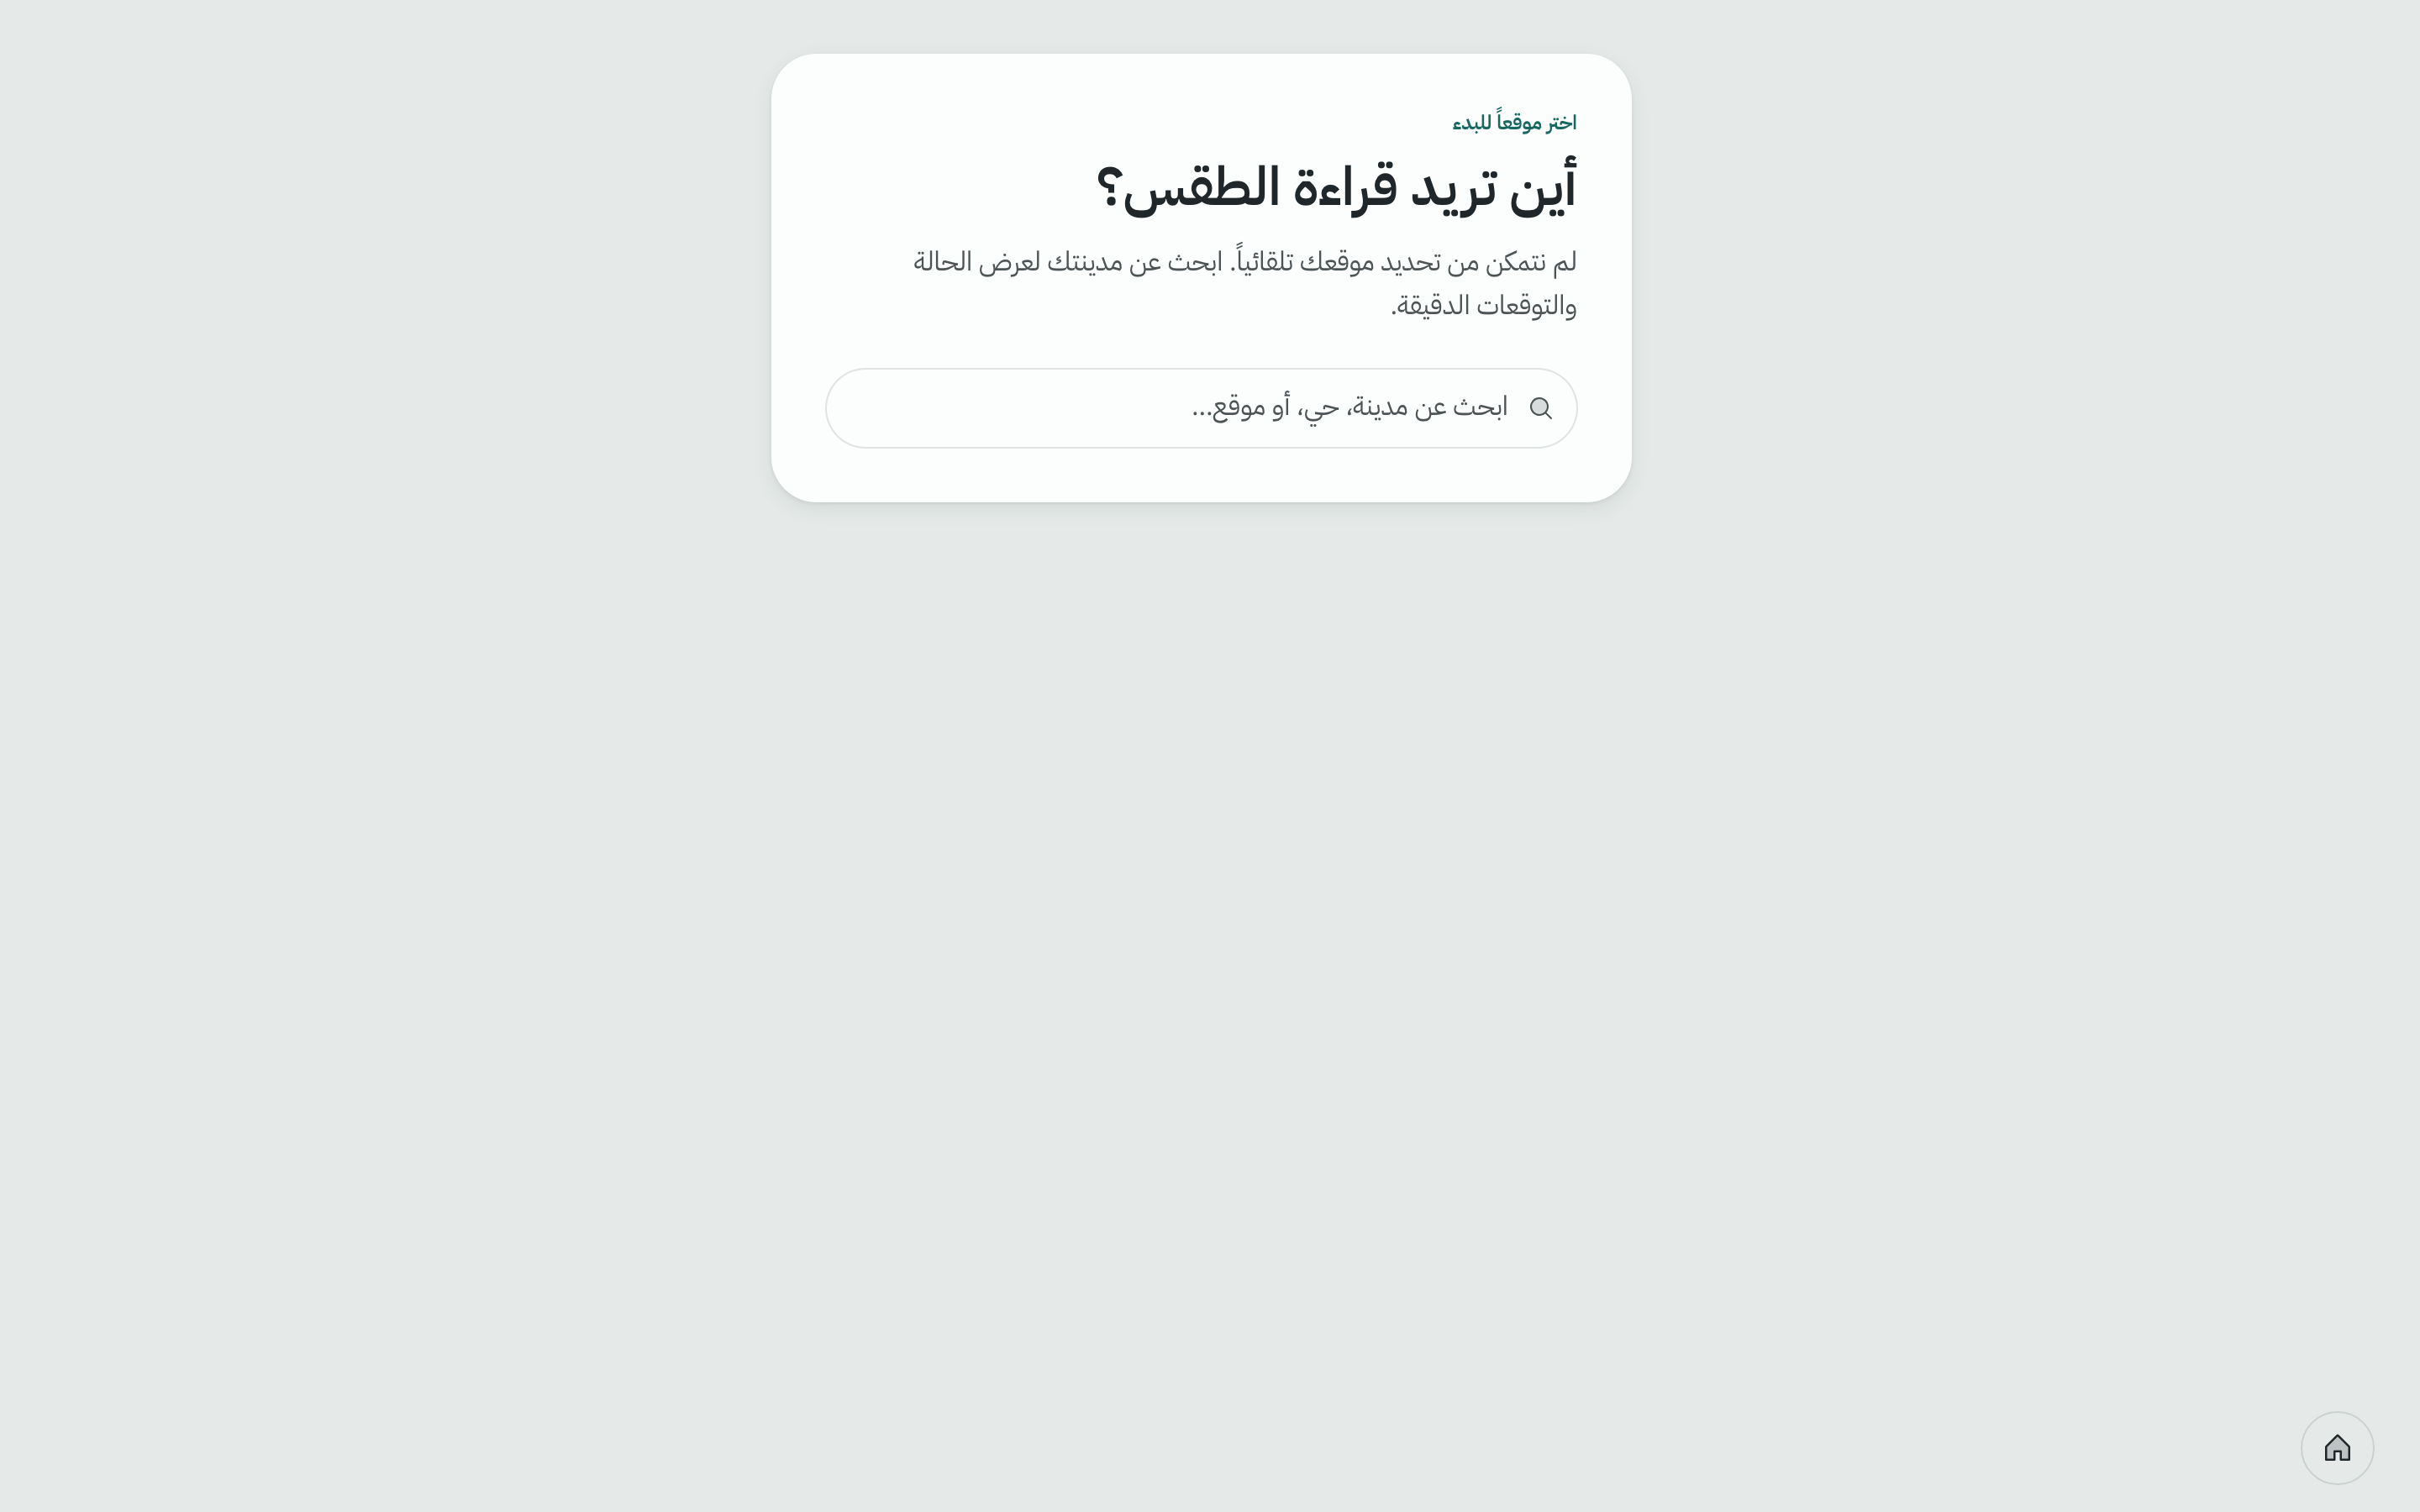 اختر موقعاً للبدء
أين تريد قراءة الطقس؟
لم نتمكن من تحديد موقعك تلقائياً. ابحث عن مدينتك لعرض الحالة
والتوقعات الدقيقة.
ابحث عن مدينة، حي، أو موقع...